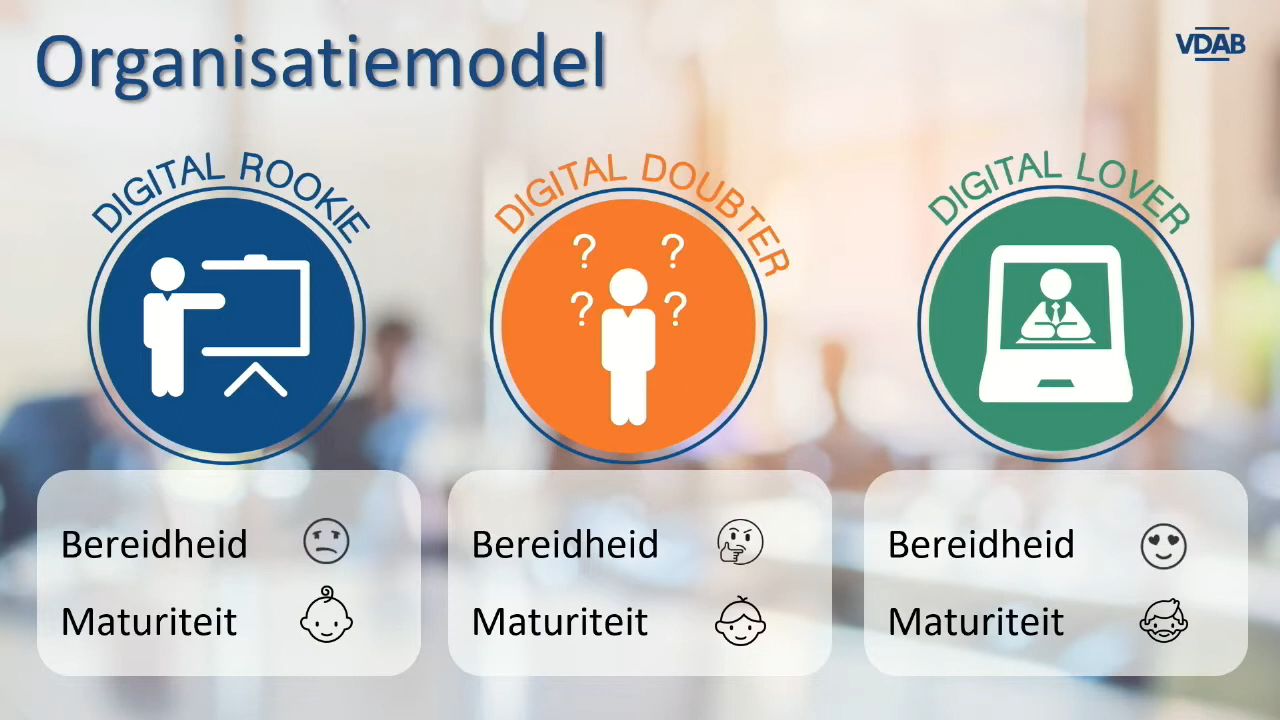 Organisatiemodel
VDAB
DIGITAL ROOKIE
DIGITAL DOUBTER
DIGITAL LOVER
? ?
? ?
Bereidheid
Maturiteit
Bereidheid
Maturiteit
Bereidheid
Maturiteit